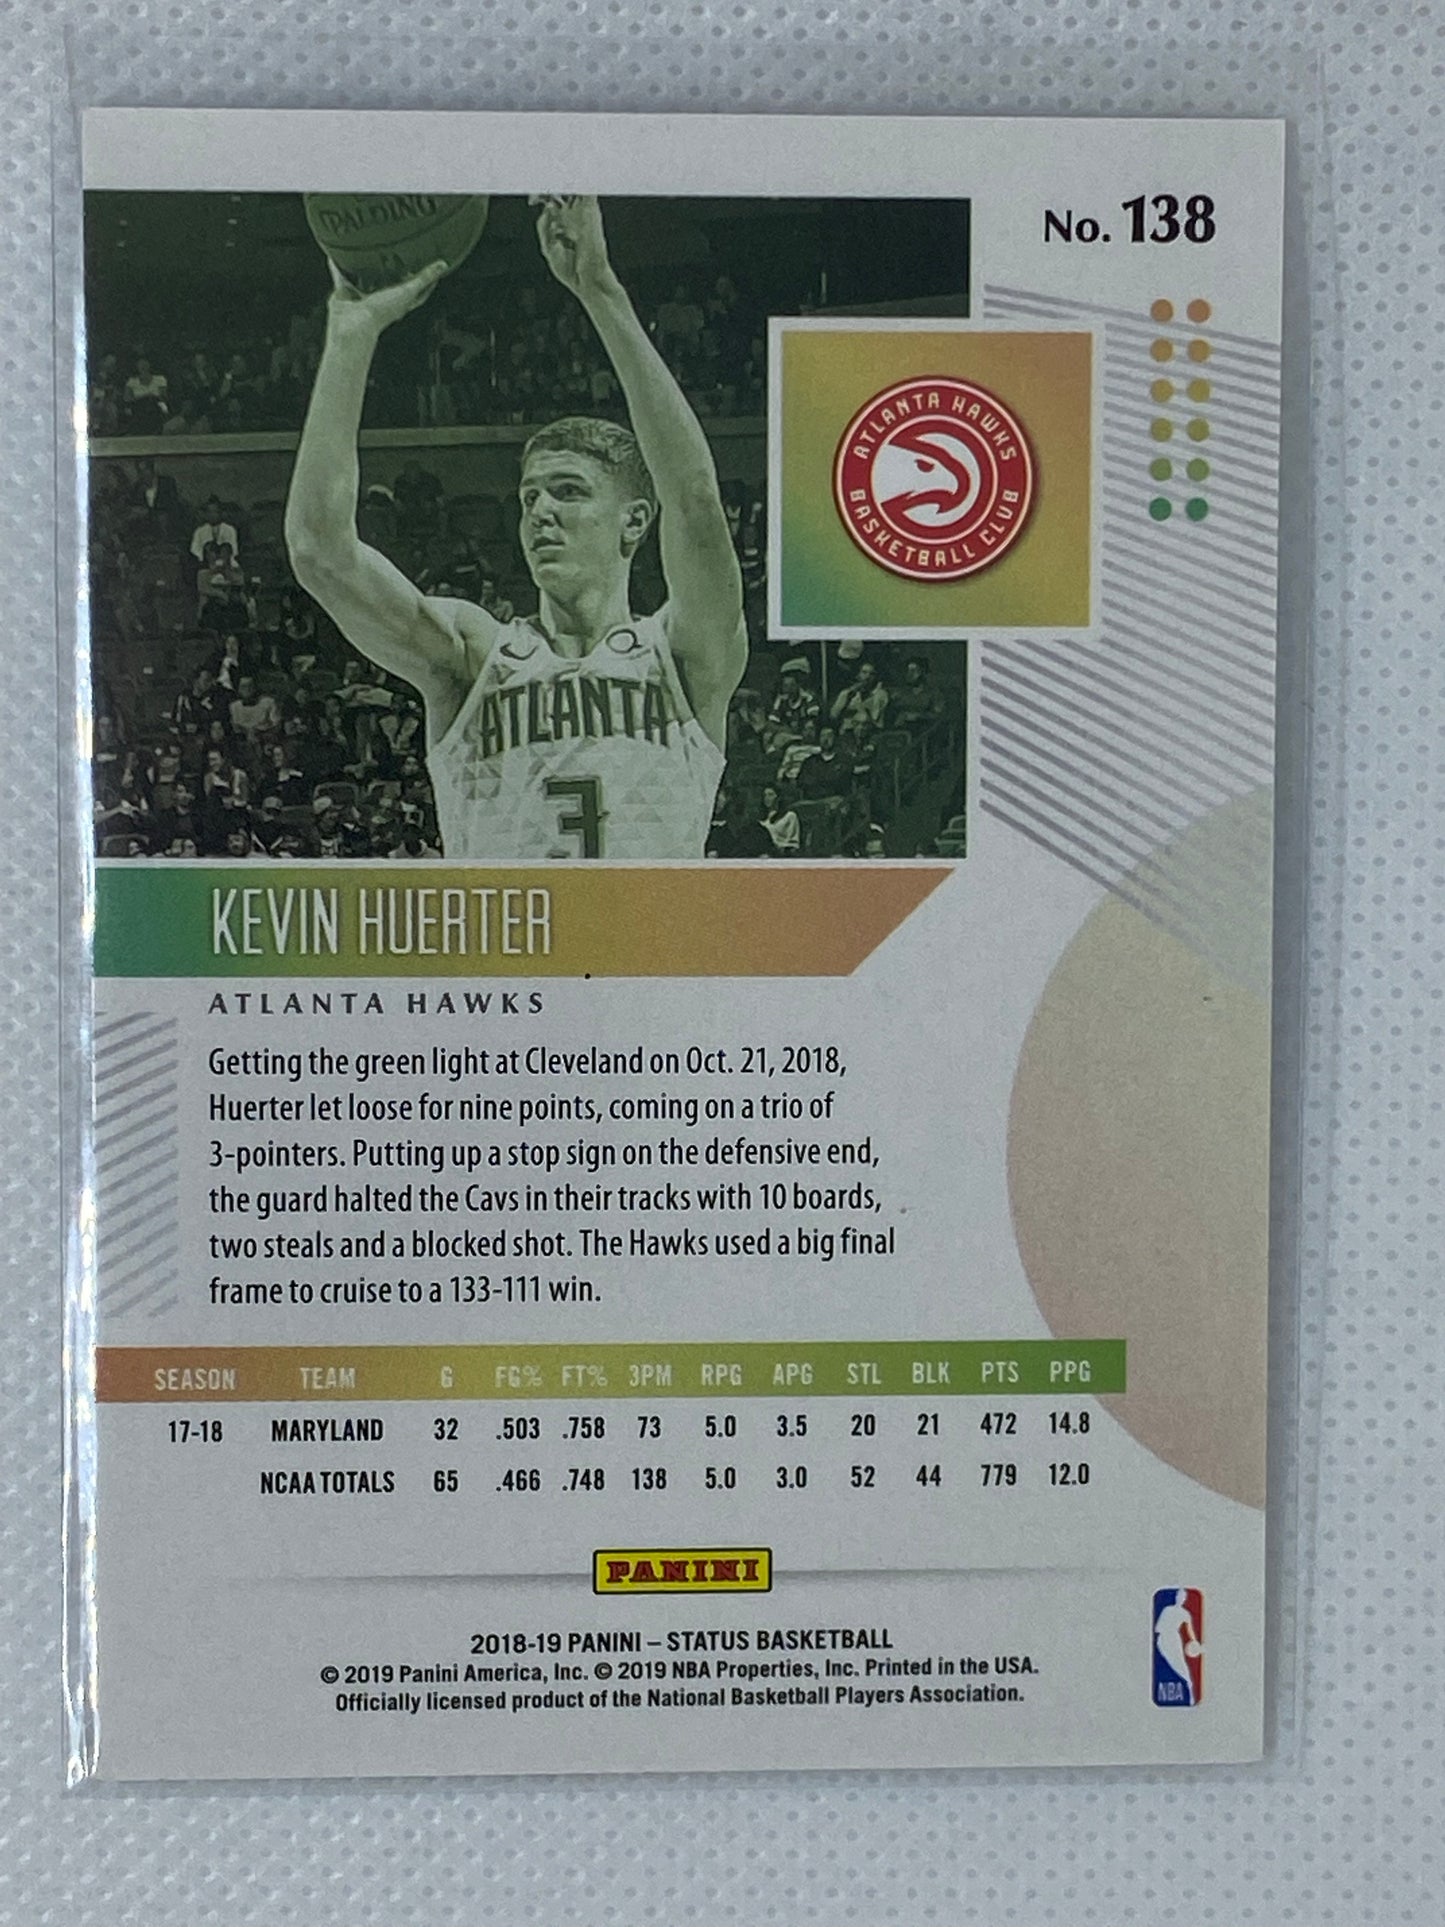 No. 138
SPALDING
ATLANTA HAWKS
BASKETBALL CLUB
ATLANTA
3
KEVIN HUERTER
ATLANTA HAWKS
Getting the green light at Cleveland on Oct. 21, 2018,
Huerter let loose for nine points, coming on a trio of
3-pointers. Putting up a stop sign on the defensive end,
the guard halted the Cavs in their tracks with 10 boards,
two steals and a blocked shot. The Hawks used a big final
frame to cruise to a 133-111 win.
SEASON TEAM G FG% FT% 3PM RPG APG STL BLK PTS PPG
17-18 MARYLAND 32 .503 .758 73 5.0 3.5 20 21 472 14.8
NCAA TOTALS 65 .466 .748 138 5.0 3.0 52 44 779 12.0
PANINI
2018-19 PANINI – STATUS BASKETBALL
© 2019 Panini America, Inc. © 2019 NBA Properties, Inc. Printed in the USA.
Officially licensed product of the National Basketball Players Association.
NBA